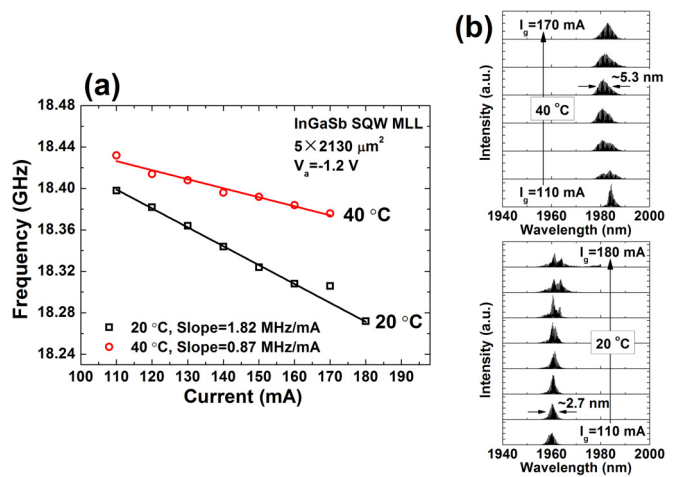 (a)
Frequency (GHz)
18.48
18.44
18.40
18.36
18.32
18.28
18.24
InGaSb SQW MLL
5×2130 μm²
Vₐ=-1.2 V
40 °C
20 °C
20 °C, Slope=1.82 MHz/mA
40 °C, Slope=0.87 MHz/mA
100 110 120 130 140 150 160 170 180 190
Current (mA)
(b)
Intensity (a.u.)
I_g=170 mA
~5.3 nm
40 °C
I_g=110 mA
1940 1960 1980 2000
Wavelength (nm)
Intensity (a.u.)
I_g=180 mA
20 °C
~2.7 nm
I_g=110 mA
1940 1960 1980 2000
Wavelength (nm)